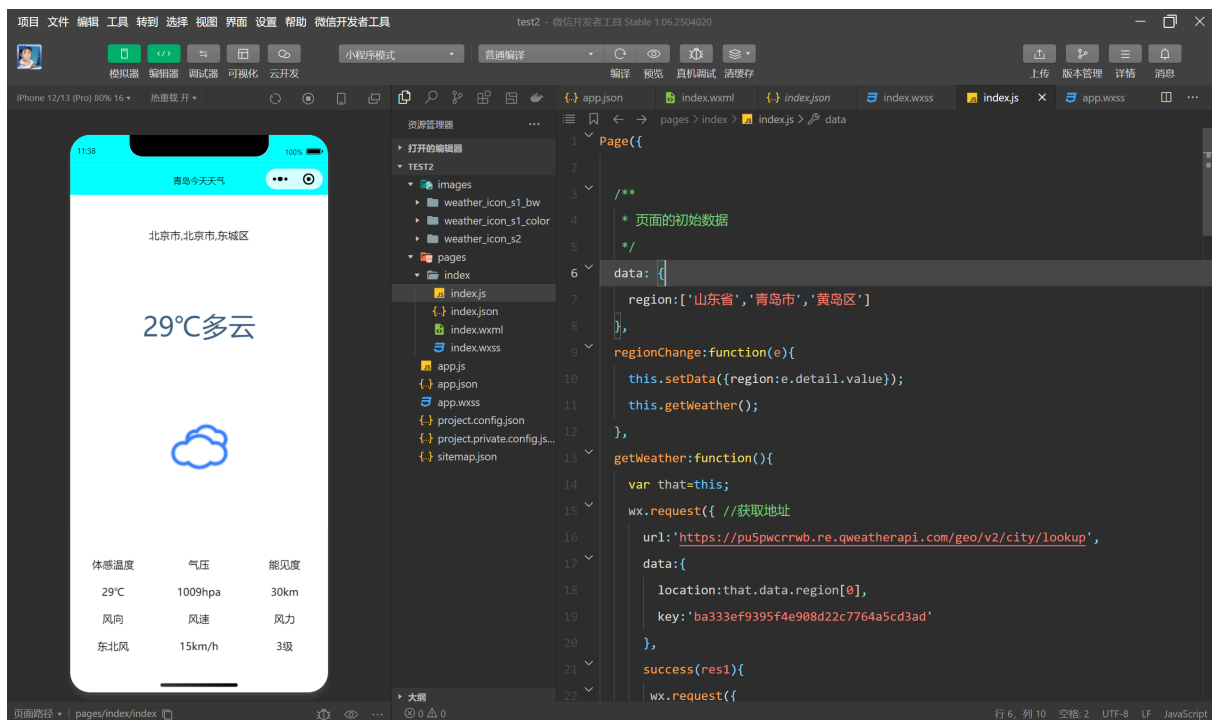 项目 文件 编辑 工具 转到 选择 视图 界面 设置 帮助 微信开发者工具
test2 - 微信开发者工具 Stable 1.06.2504020
模拟器 编辑器 调试器 可视化 云开发
小程序模式
普通编译
编译 预览 真机调试 清缓存
上传 版本管理 详情 消息
iPhone 12/13 (Pro) 80% 16
热重载 开
11:38
100%
青岛今天天气
北京市,北京市,东城区
29℃多云
体感温度 气压 能见度
29℃ 1009hpa 30km
风向 风速 风力
东北风 15km/h 3级
页面路径 pages/index/index
资源管理器
打开的编辑器
TEST2
images
weather_icon_s1_bw
weather_icon_s1_color
weather_icon_s2
pages
index
index.js
index.json
index.wxml
index.wxss
app.js
app.json
app.wxss
project.config.json
project.private.config.js...
sitemap.json
大纲
0 0
app.json index.wxml index.json index.wxss index.js app.wxss
pages > index > index.js > data
1 Page({
2
3 /**
4 * 页面的初始数据
5 */
6 data: {
7 region:['山东省','青岛市','黄岛区']
8 },
9 regionChange:function(e){
10 this.setData({region:e.detail.value});
11 this.getWeather();
12 },
13 getWeather:function(){
14 var that=this;
15 wx.request({ //获取地址
16 url:'https://pu5pwcrrwb.re.qweatherapi.com/geo/v2/city/lookup',
17 data:{
18 location:that.data.region[0],
19 key:'ba333ef9395f4e908d22c7764a5cd3ad'
20 },
21 success(res1){
22 wx.request({
行 6，列 10 空格: 2 UTF-8 LF JavaScript